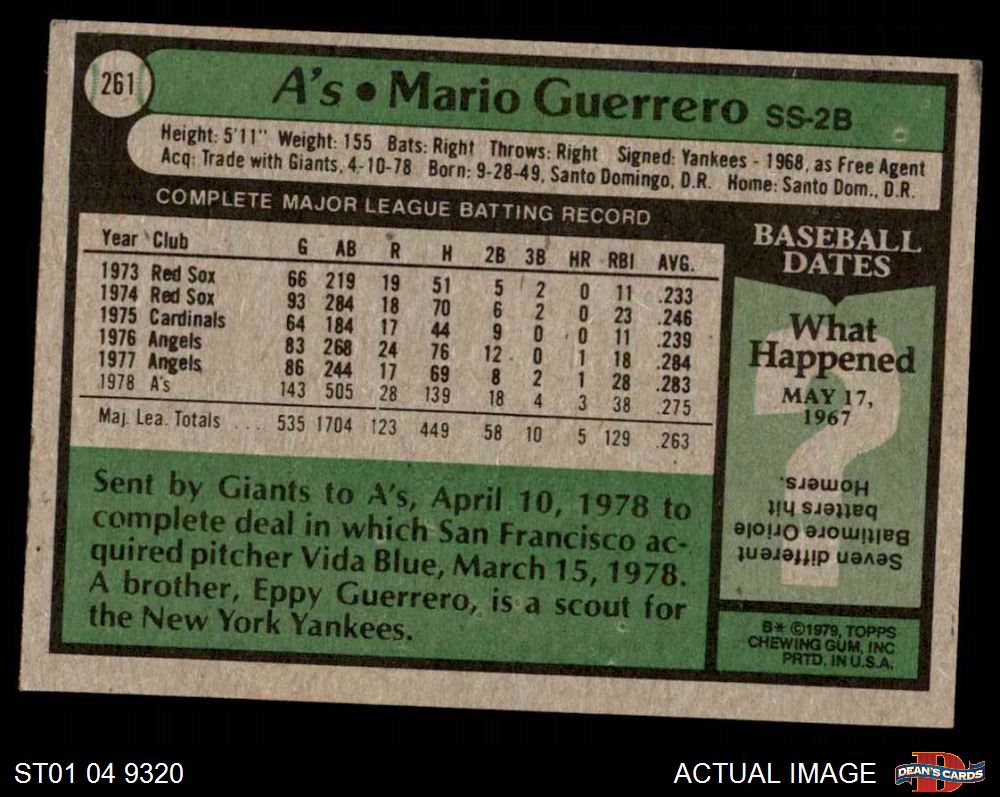 261
A's • Mario Guerrero SS-2B
Height: 5'11" Weight: 155 Bats: Right Throws: Right Signed: Yankees - 1968, as Free Agent
Acq: Trade with Giants, 4-10-78 Born: 9-28-49, Santo Domingo, D.R. Home: Santo Dom., D.R.
COMPLETE MAJOR LEAGUE BATTING RECORD
Year Club G AB R H 2B 3B HR RBI AVG.
1973 Red Sox 66 219 19 51 5 2 0 11 .233
1974 Red Sox 93 284 18 70 6 2 0 23 .246
1975 Cardinals 64 184 17 44 9 0 0 11 .239
1976 Angels 83 268 24 76 12 0 1 18 .284
1977 Angels 86 244 17 69 8 2 1 28 .283
1978 A's 143 505 28 139 18 4 3 38 .275
Maj. Lea. Totals ... 535 1704 123 449 58 10 5 129 .263
Sent by Giants to A's, April 10, 1978 to
complete deal in which San Francisco ac-
quired pitcher Vida Blue, March 15, 1978.
A brother, Eppy Guerrero, is a scout for
the New York Yankees.
BASEBALL
DATES
What
Happened
MAY 17,
1967
?
Seven different
Baltimore Oriole
batters hit
Homers.
B* ©1979, TOPPS
CHEWING GUM, INC
PRTD. IN U.S.A.
ST01 04 9320
ACTUAL IMAGE
D
DEAN'S CARDS